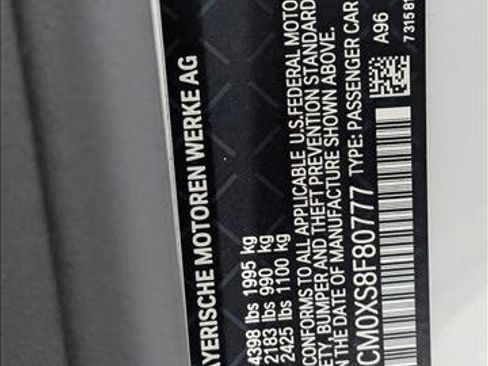 AYERISCHE MOTOREN WERKE AG
4398 lbs 1995 kg
2183 lbs 990 kg
2425 lbs 1100 kg
CONFORMS TO ALL APPLICABLE U.S. FEDERAL MOTO
ETY, BUMPER AND THEFT PREVENTION STANDARD
N THE DATE OF MANUFACTURE SHOWN ABOVE.
CM0XS8F80777 TYPE: PASSENGER CAR
A96
73158